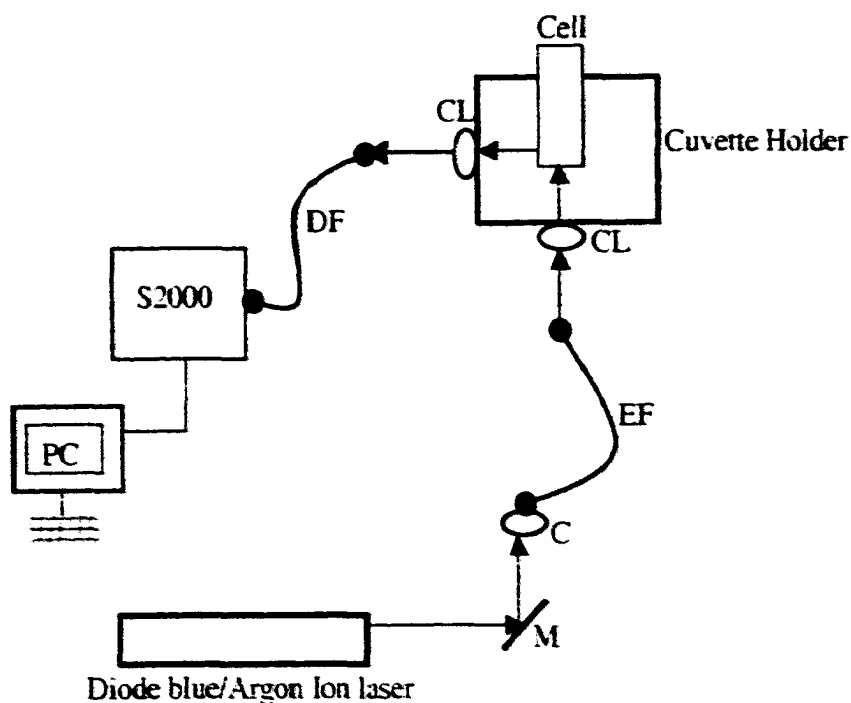 Cell
CL
Cuvette Holder
DF
CL
S2000
EF
PC
C
M
Diode blue/Argon Ion laser